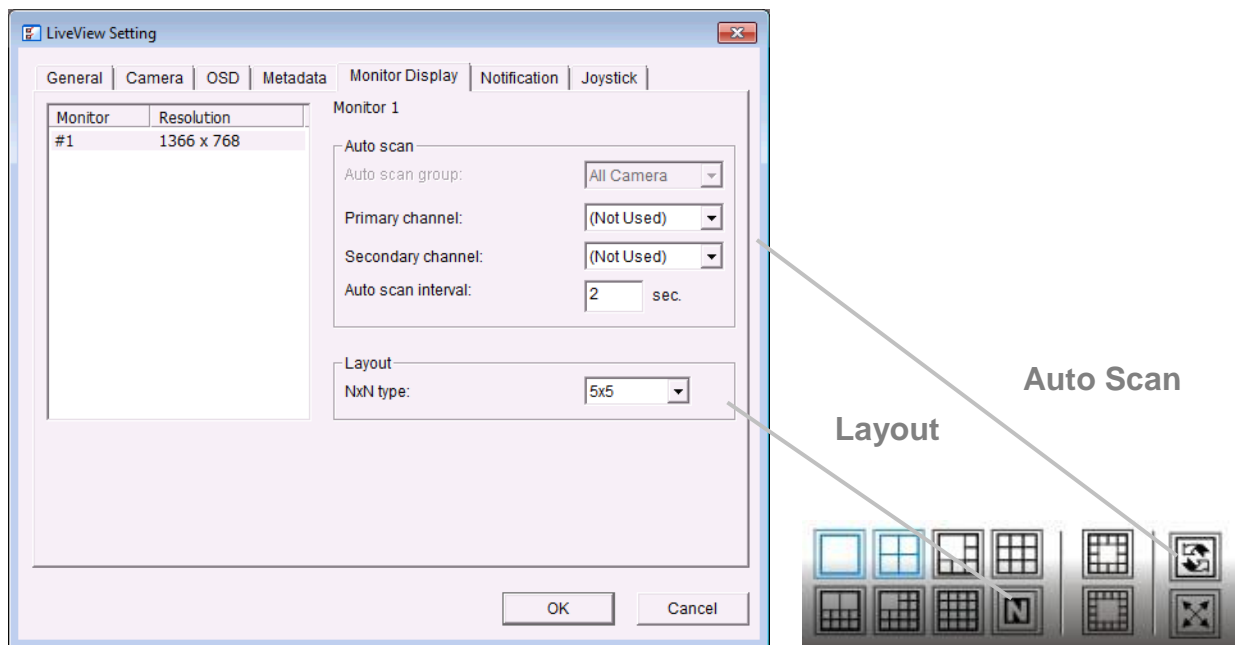 LiveView Setting
General Camera OSD Metadata Monitor Display Notification Joystick
Monitor Resolution
#1 1366 x 768
Monitor 1
Auto scan
Auto scan group: All Camera
Primary channel: (Not Used)
Secondary channel: (Not Used)
Auto scan interval: 2 sec.
Layout
NxN type: 5x5
OK Cancel
Auto Scan
Layout
N